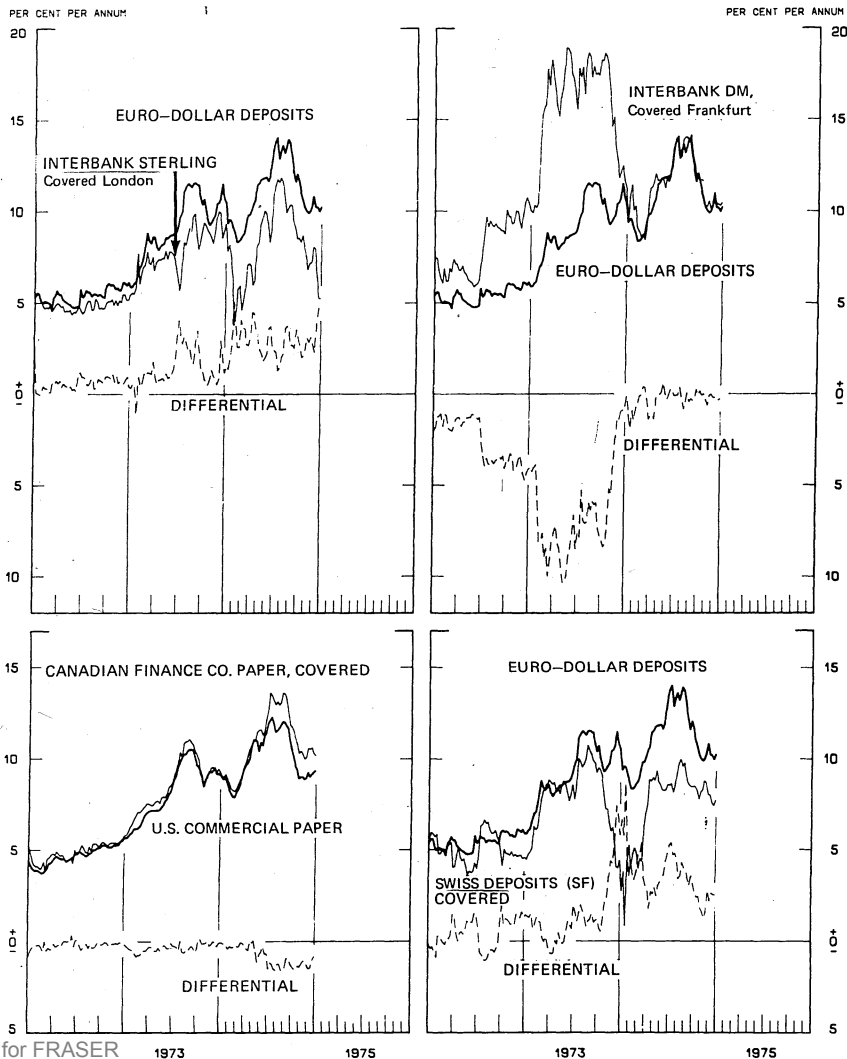 PER CENT PER ANNUM
PER CENT PER ANNUM
20
EURO-DOLLAR DEPOSITS
15
INTERBANK STERLING
Covered London
10
5
+
0
-
DIFFERENTIAL
5
10
20
INTERBANK DM,
Covered Frankfurt
15
10
EURO-DOLLAR DEPOSITS
5
+
0
-
DIFFERENTIAL
5
10
CANADIAN FINANCE CO. PAPER, COVERED
15
10
U.S. COMMERCIAL PAPER
5
+
0
-
DIFFERENTIAL
5
1973
1975
EURO-DOLLAR DEPOSITS
15
10
5
SWISS DEPOSITS (SF)
COVERED
+
0
-
DIFFERENTIAL
5
1973
1975
for FRASER